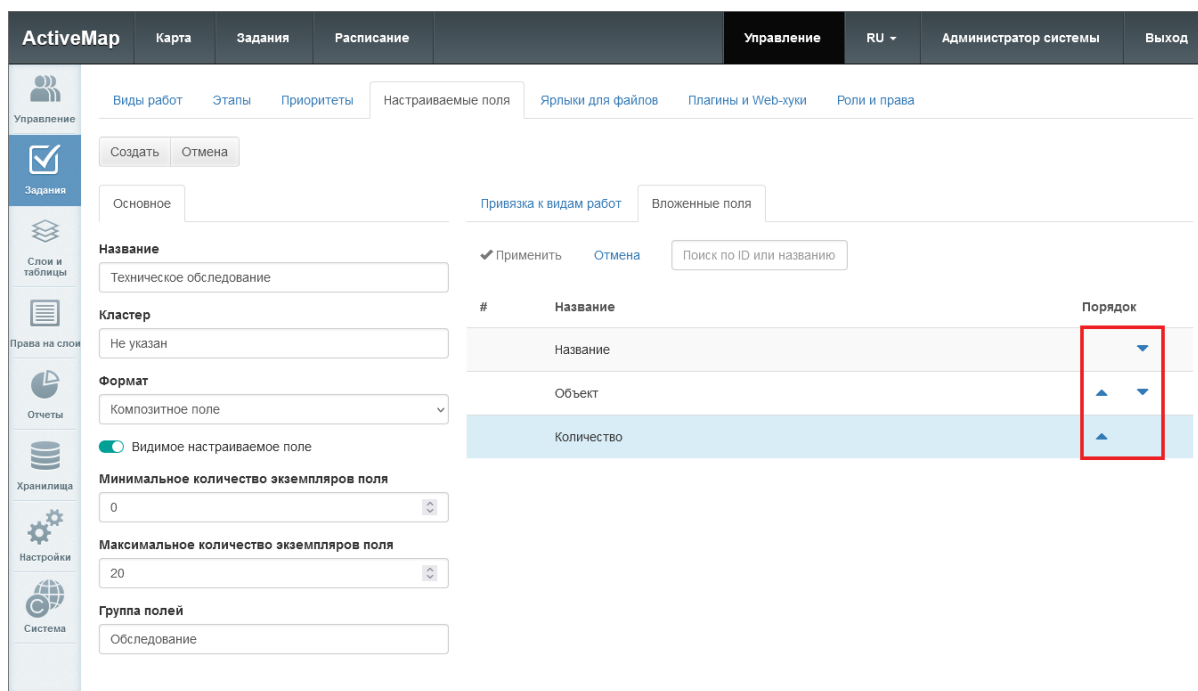 ActiveMap Карта Задания Расписание Управление RU Администратор системы Выход
Управление
Задания
Слои и
таблицы
Права на слои
Отчеты
Хранилища
Настройки
Система
Виды работ Этапы Приоритеты Настраиваемые поля Ярлыки для файлов Плагины и Web-хуки Роли и права
Создать Отмена
Основное
Название
Техническое обследование
Кластер
Не указан
Формат
Композитное поле
Видимое настраиваемое поле
Минимальное количество экземпляров поля
0
Максимальное количество экземпляров поля
20
Группа полей
Обследование
Привязка к видам работ Вложенные поля
Применить Отмена Поиск по ID или названию
# Название Порядок
Название
Объект
Количество